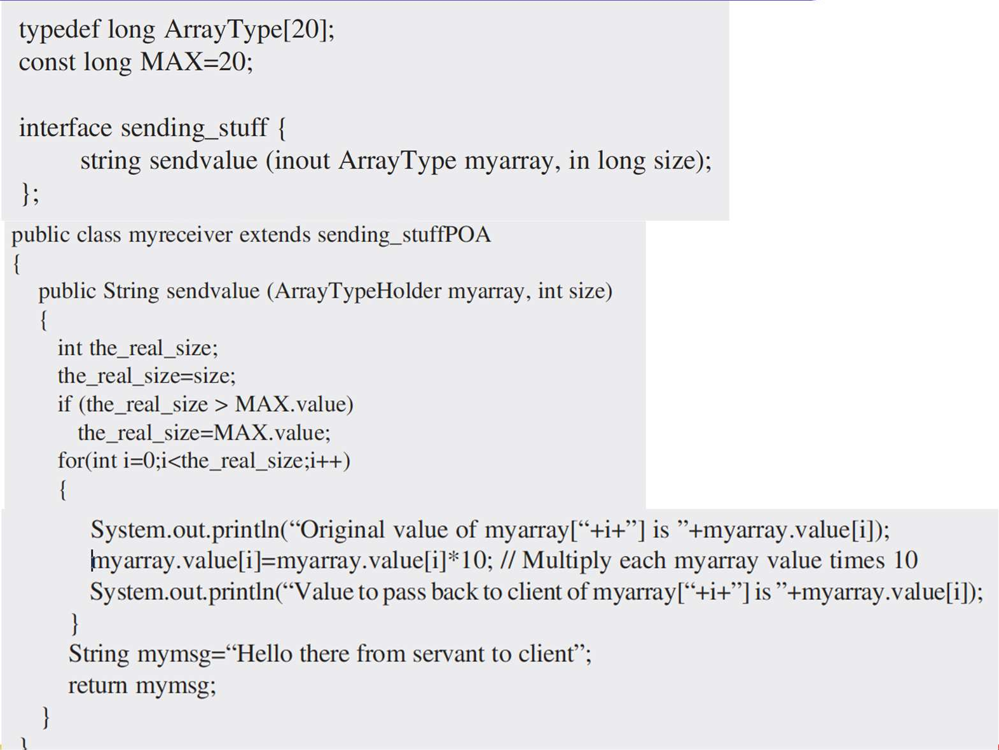 typedef long ArrayType[20];
const long MAX=20;
interface sending_stuff {
string sendvalue (inout ArrayType myarray, in long size);
};
public class myreceiver extends sending_stuffPOA
{
public String sendvalue (ArrayTypeHolder myarray, int size)
{
int the_real_size;
the_real_size=size;
if (the_real_size > MAX.value)
the_real_size=MAX.value;
for(int i=0;i<the_real_size;i++)
{
System.out.println(“Original value of myarray[“+i+”] is ”+myarray.value[i]);
myarray.value[i]=myarray.value[i]*10; // Multiply each myarray value times 10
System.out.println(“Value to pass back to client of myarray[“+i+”] is ”+myarray.value[i]);
}
String mymsg=“Hello there from servant to client”;
return mymsg;
}
}